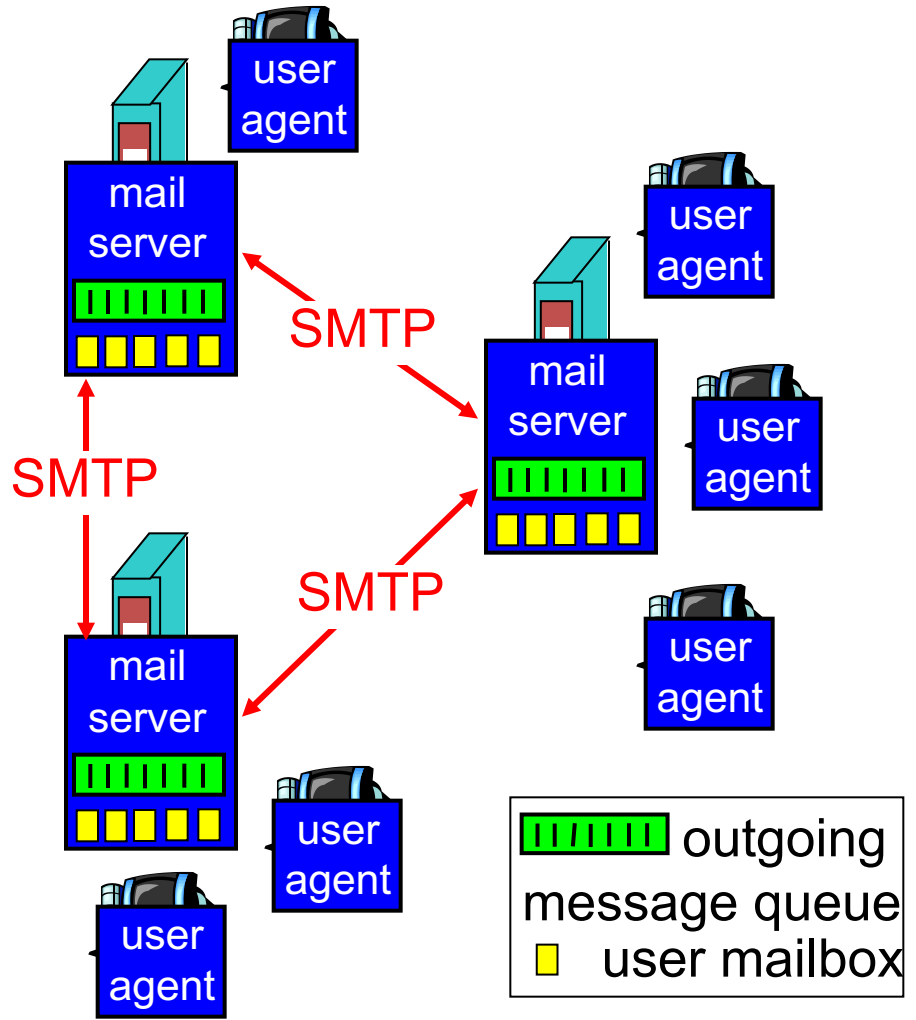 user
agent
mail
server
user
agent
SMTP
mail
server
user
agent
SMTP
SMTP
mail
server
user
agent
user
agent
user
agent
outgoing
message queue
user mailbox